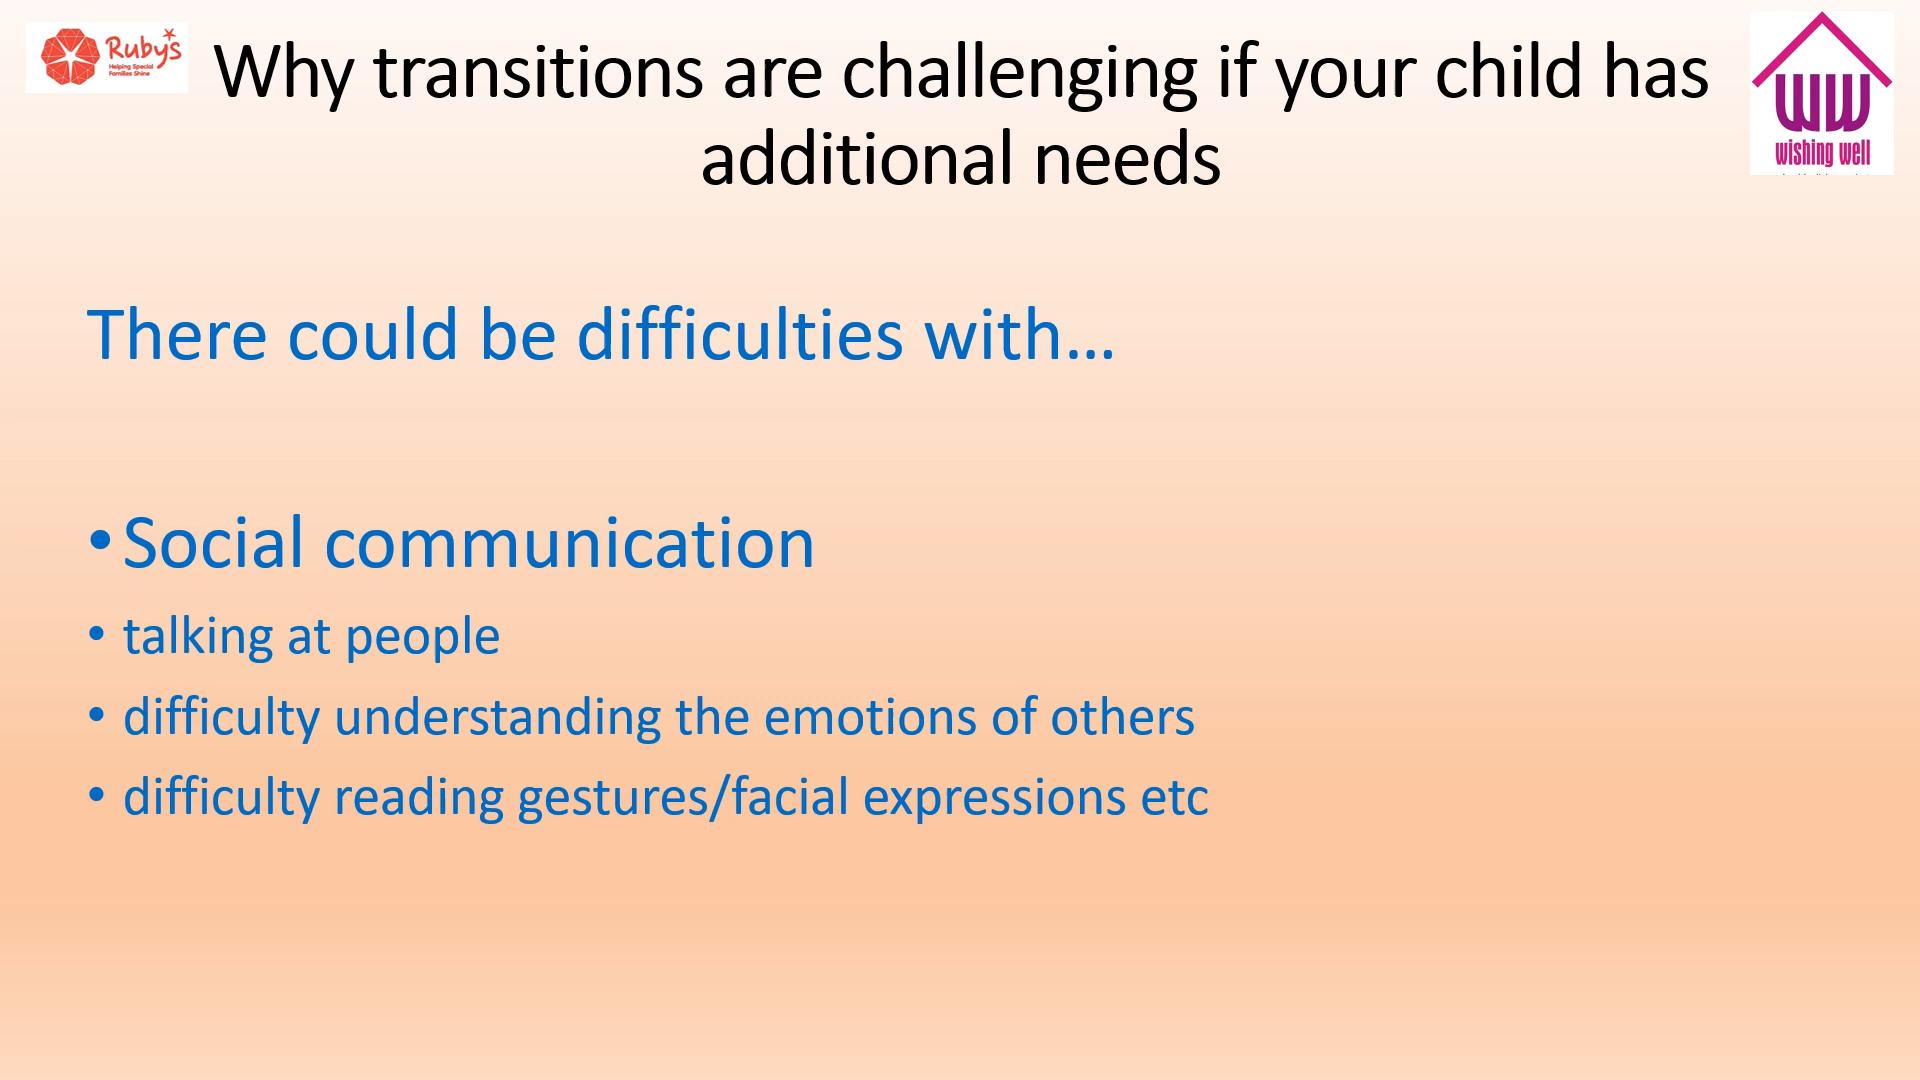 Rubys
Helping Special
Families Shine
Why transitions are challenging if your child has
additional needs
WW
wishing well
There could be difficulties with...
• Social communication
• talking at people
• difficulty understanding the emotions of others
• difficulty reading gestures/facial expressions etc